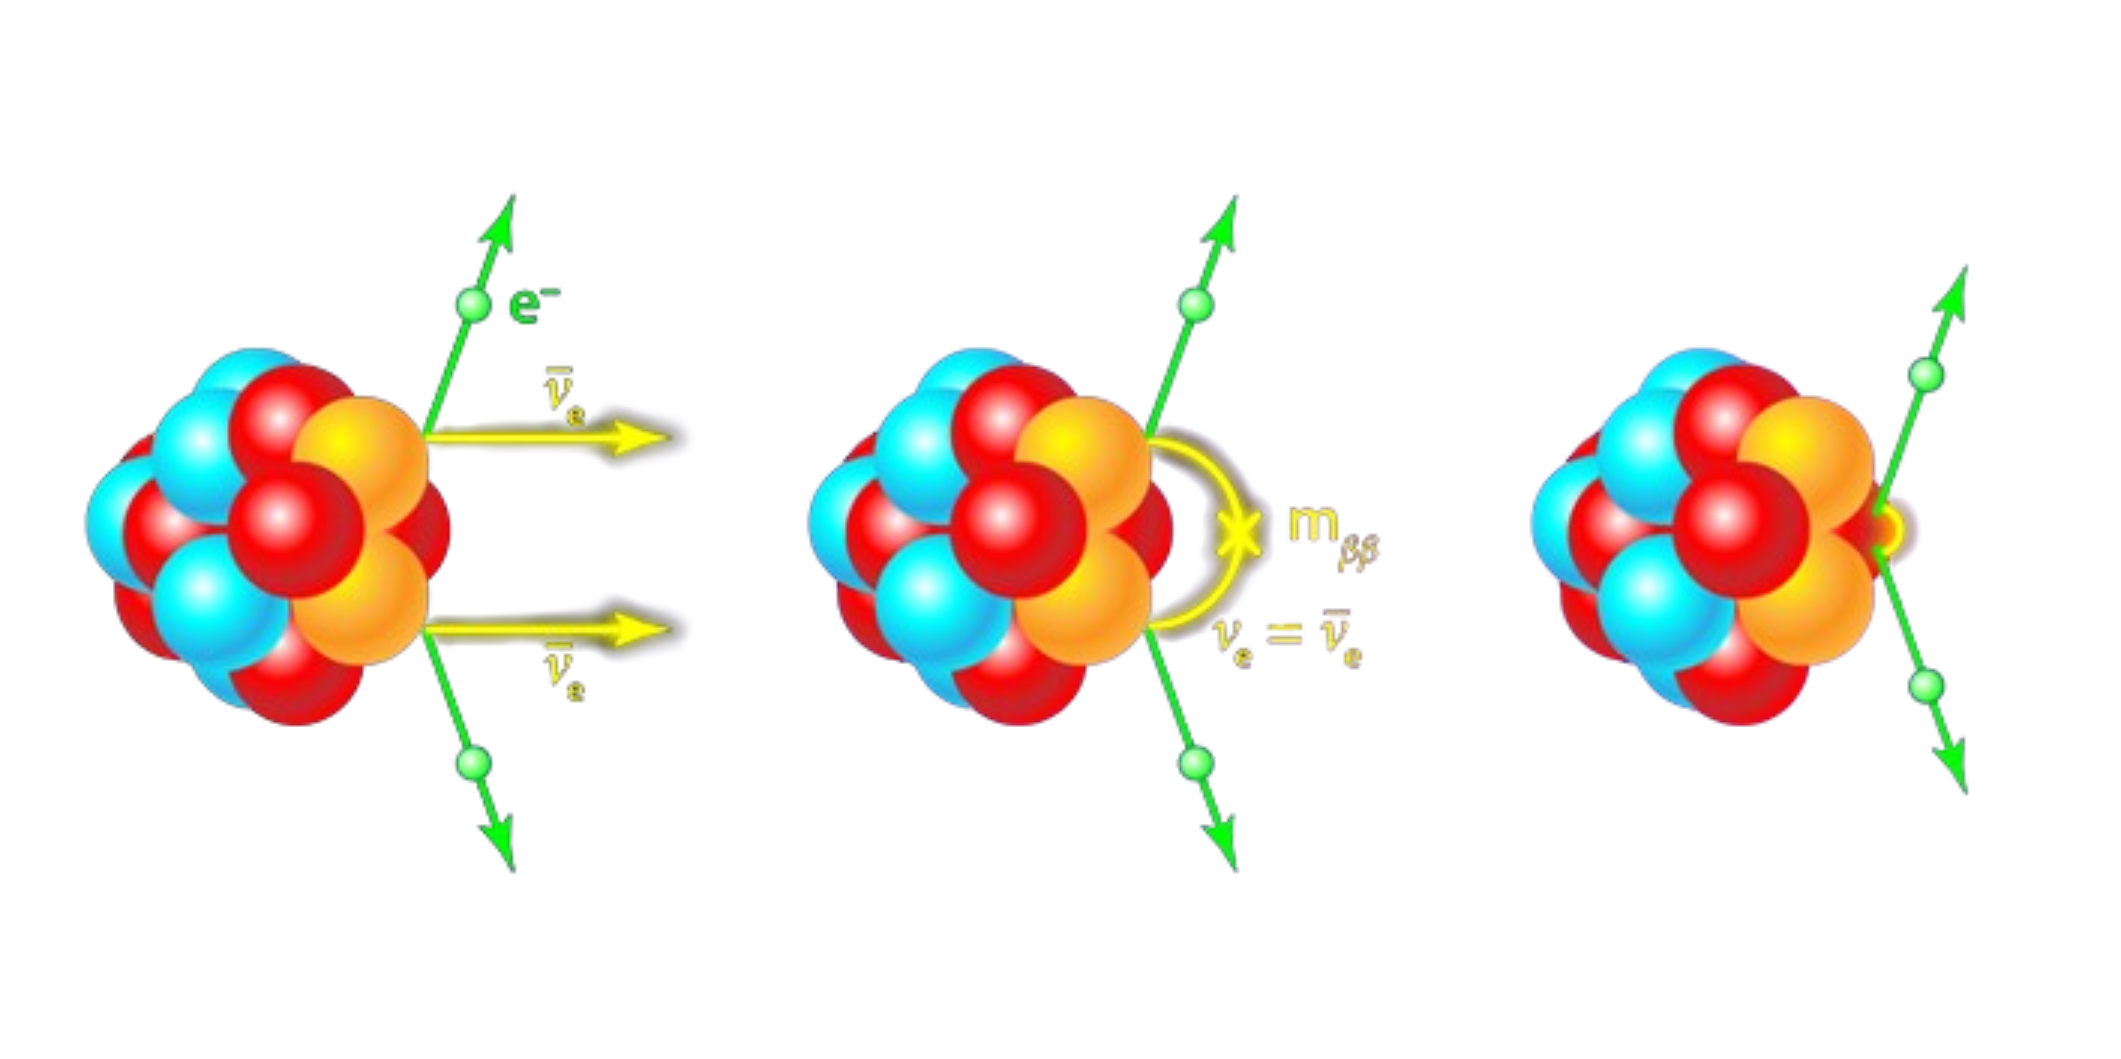 e⁻
ν̄ₑ
ν̄ₑ
m_ββ
νₑ = ν̄ₑ